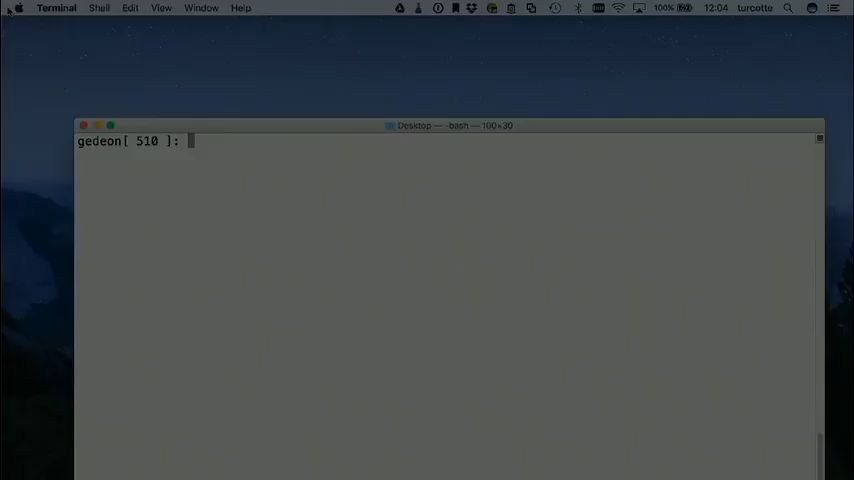 Terminal Shell Edit View Window Help 100% 12:04 turcotte
Desktop — -bash — 100×30
gedeon[ 510 ]: